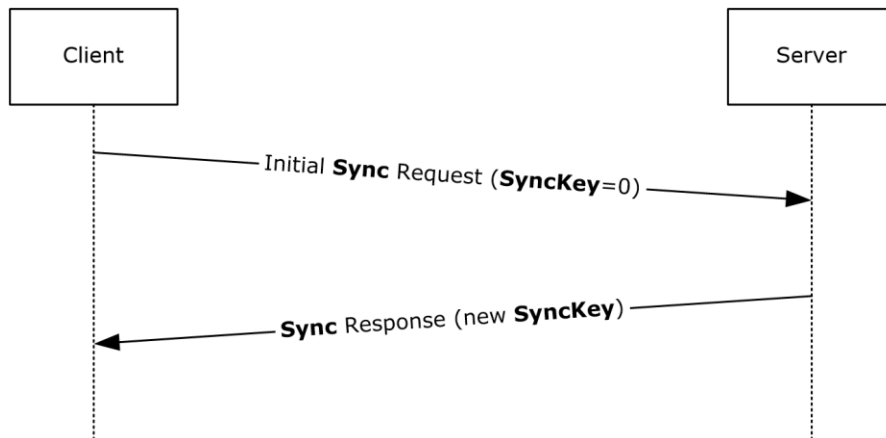 Client
Server
Initial Sync Request (SyncKey=0)
Sync Response (new SyncKey)